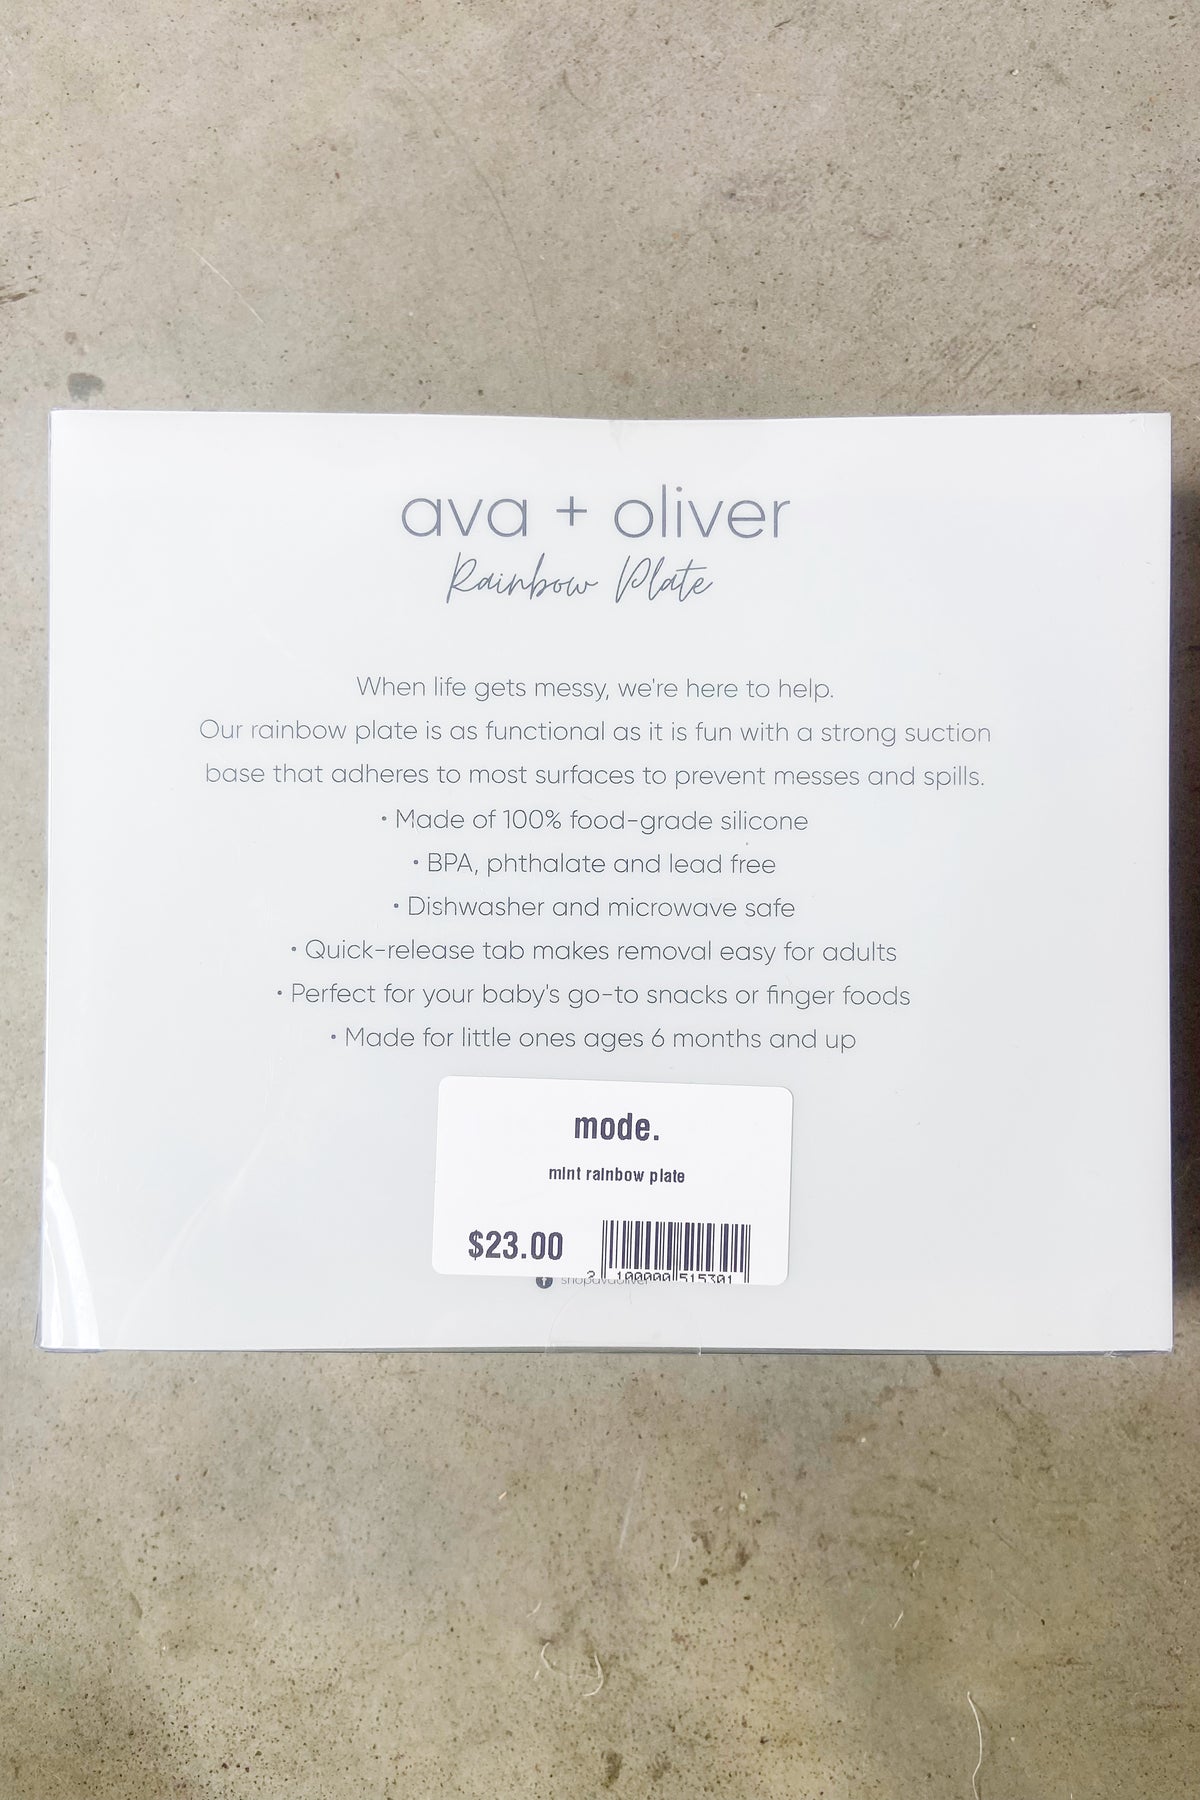 ava + oliver
Rainbow Plate
When life gets messy, we're here to help.
Our rainbow plate is as functional as it is fun with a strong suction
base that adheres to most surfaces to prevent messes and spills.
• Made of 100% food-grade silicone
• BPA, phthalate and lead free
• Dishwasher and microwave safe
• Quick-release tab makes removal easy for adults
• Perfect for your baby's go-to snacks or finger foods
• Made for little ones ages 6 months and up
mode.
mint rainbow plate
$23.00
2 100000 515301
shopavaoliver